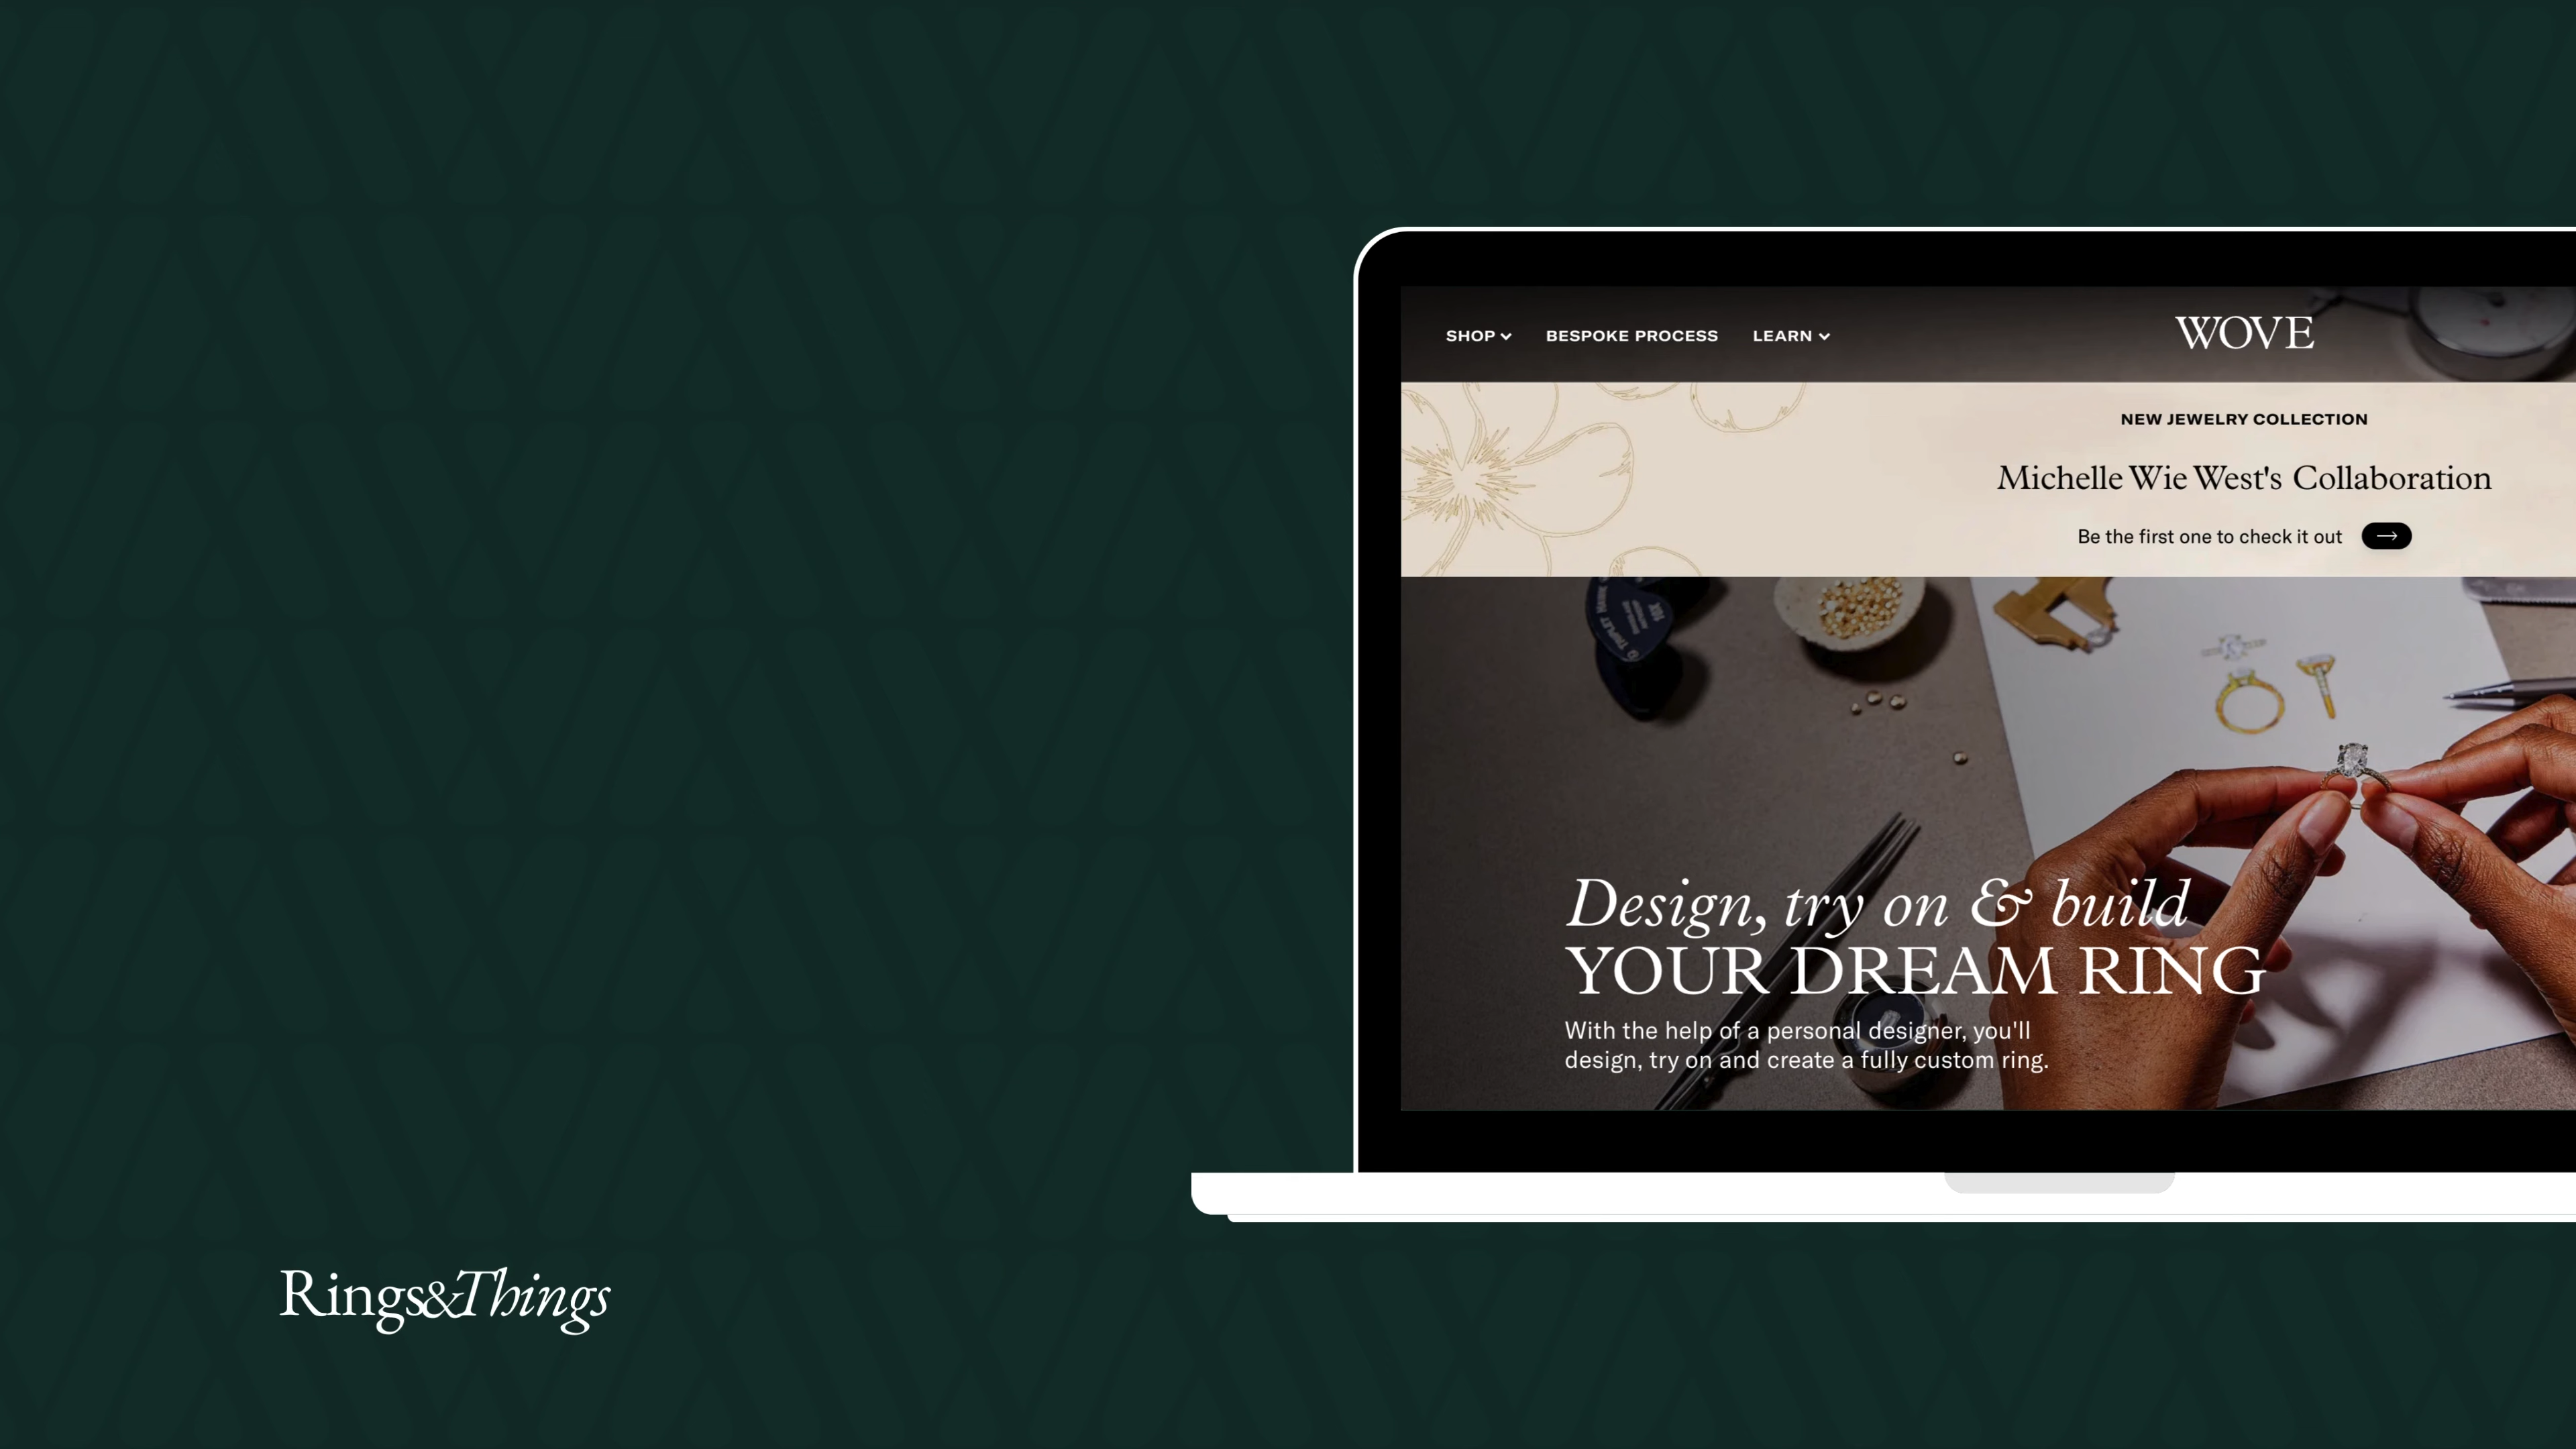 SHOP
BESPOKE PROCESS
LEARN
WOVE
NEW JEWELRY COLLECTION
Michelle Wie West's Collaboration
Be the first one to check it out
10X
Design, try on & build
YOUR DREAM RING
With the help of a personal designer, you'll
design, try on and create a fully custom ring.
Rings&Things